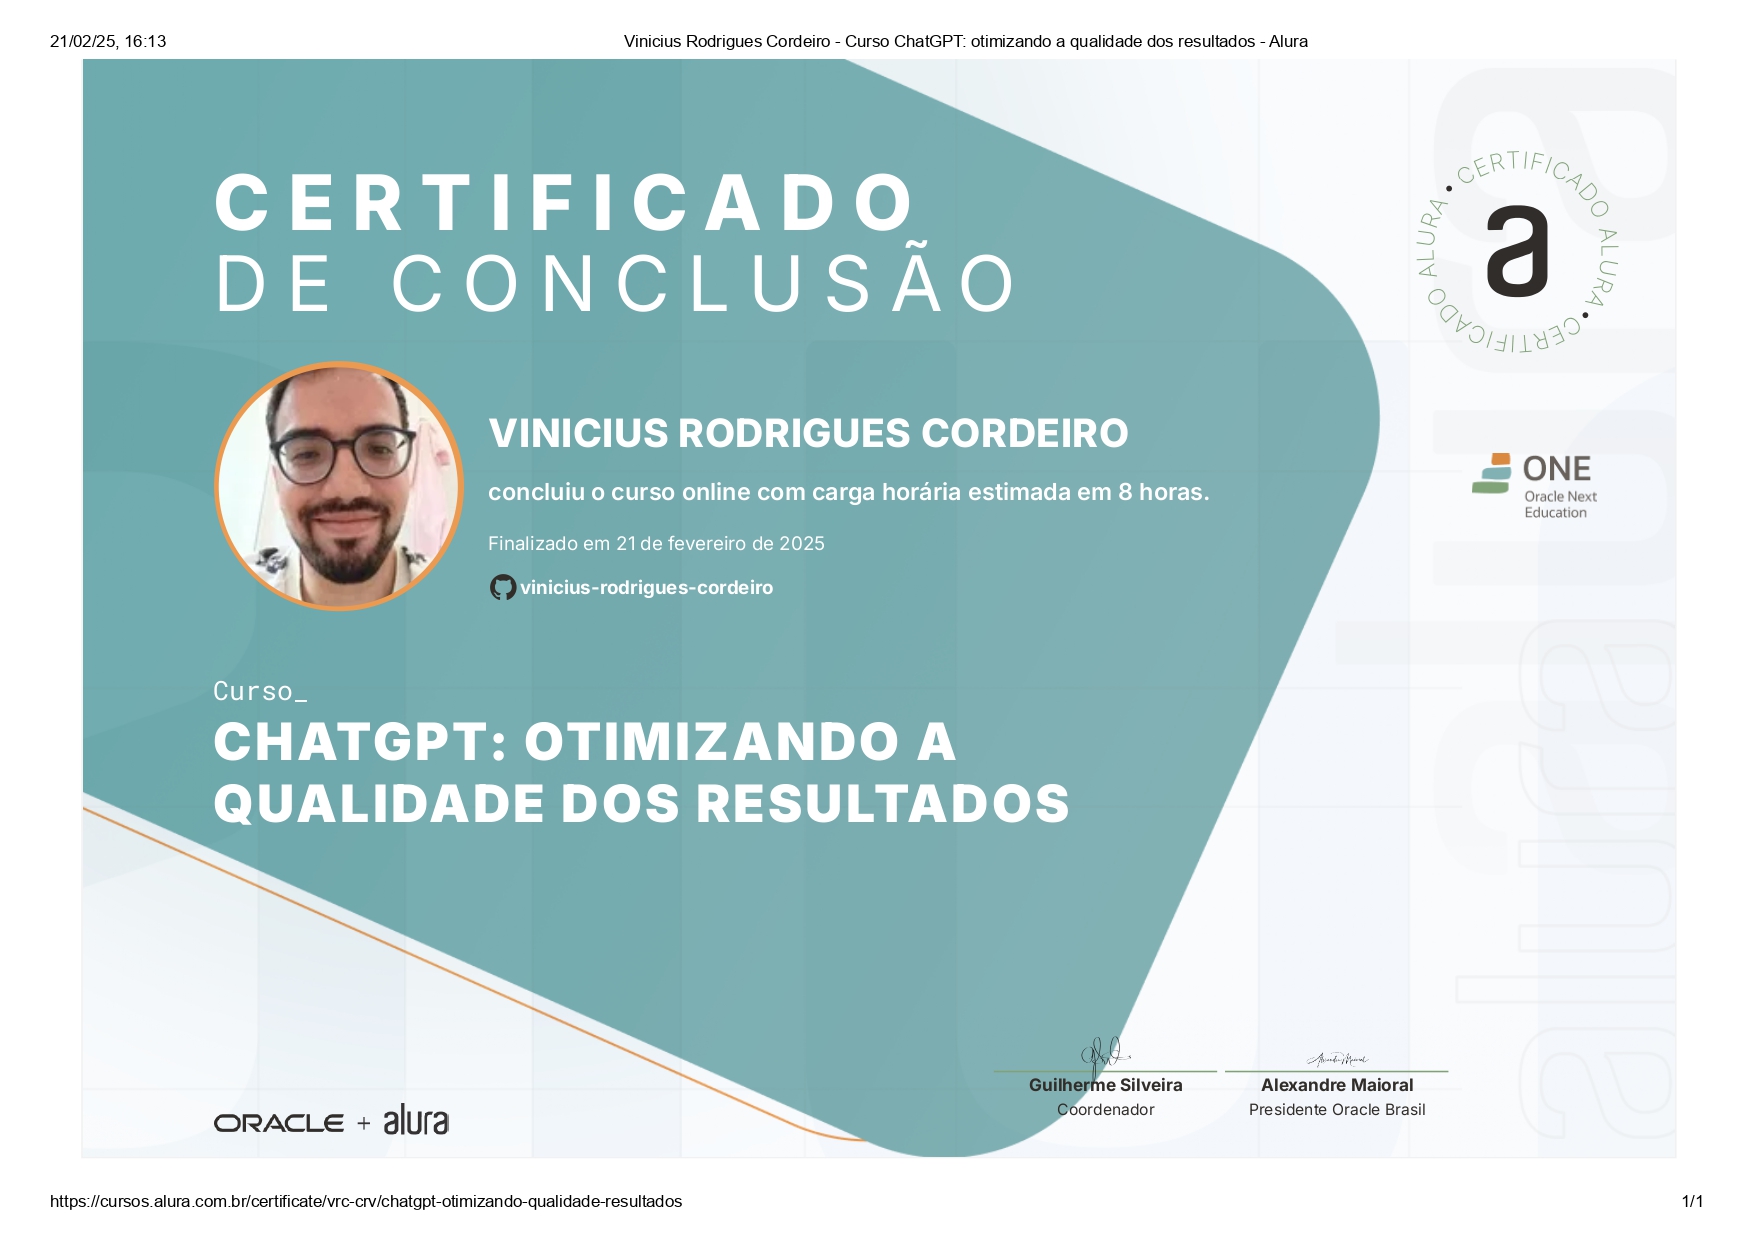 21/02/25, 16:13
Vinicius Rodrigues Cordeiro - Curso ChatGPT: otimizando a qualidade dos resultados - Alura
CERTIFICADO
DE CONCLUSÃO
• CERTIFICADO ALURA • CERTIFICADO ALURA
a
VINICIUS RODRIGUES CORDEIRO
concluiu o curso online com carga horária estimada em 8 horas.
Finalizado em 21 de fevereiro de 2025
vinicius-rodrigues-cordeiro
ONE
Oracle Next
Education
Curso_
CHATGPT: OTIMIZANDO A
QUALIDADE DOS RESULTADOS
alura
alura
Guilherme Silveira
Coordenador
Alexandre Maioral
Presidente Oracle Brasil
ORACLE + alura
https://cursos.alura.com.br/certificate/vrc-crv/chatgpt-otimizando-qualidade-resultados
1/1